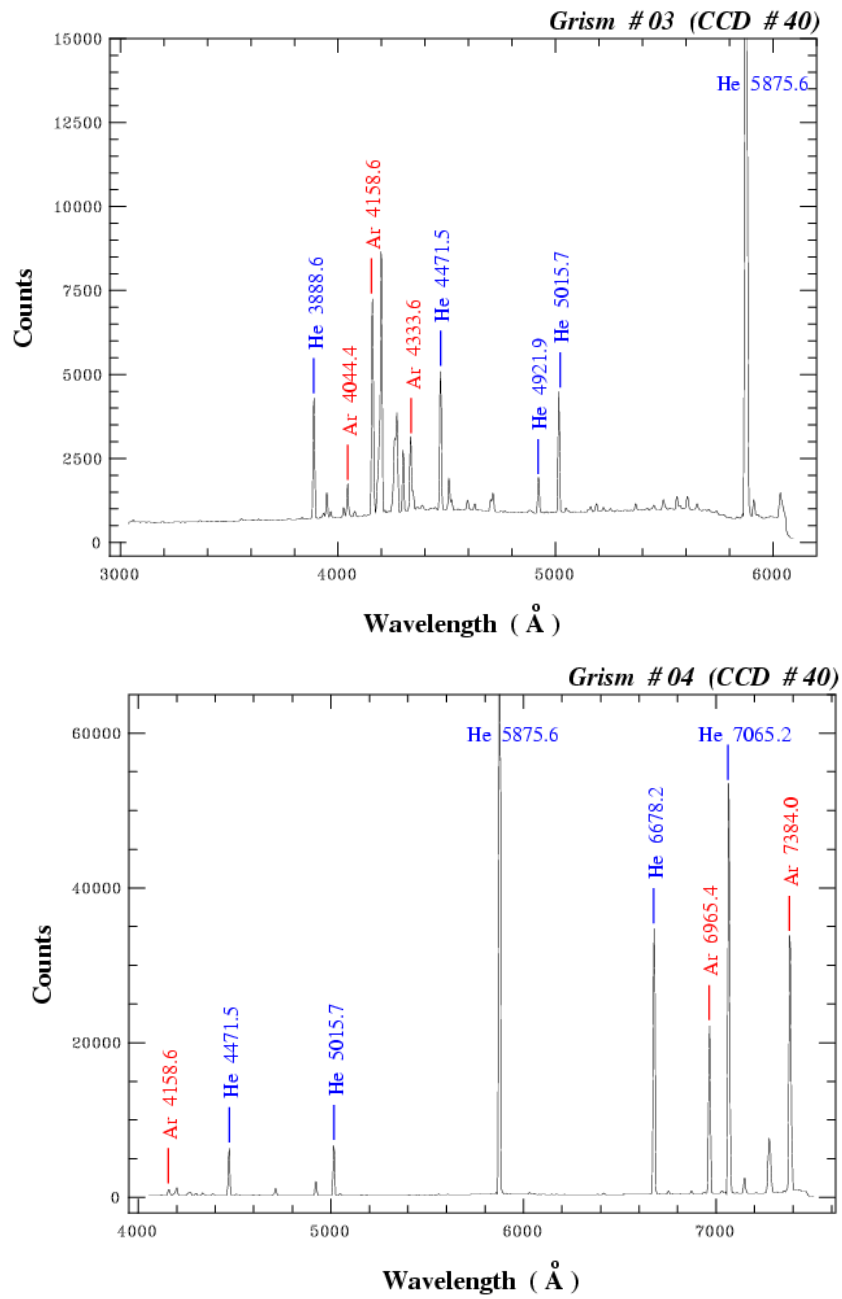 Grism # 03 (CCD # 40)
15000
12500
10000
7500
5000
2500
0
Counts
He 3888.6
Ar 4044.4
Ar 4158.6
Ar 4333.6
He 4471.5
He 4921.9
He 5015.7
He 5875.6
3000 4000 5000 6000
Wavelength ( Å )
Grism # 04 (CCD # 40)
60000
40000
20000
0
Counts
Ar 4158.6
He 4471.5
He 5015.7
He 5875.6
He 6678.2
Ar 6965.4
He 7065.2
Ar 7384.0
4000 5000 6000 7000
Wavelength ( Å )